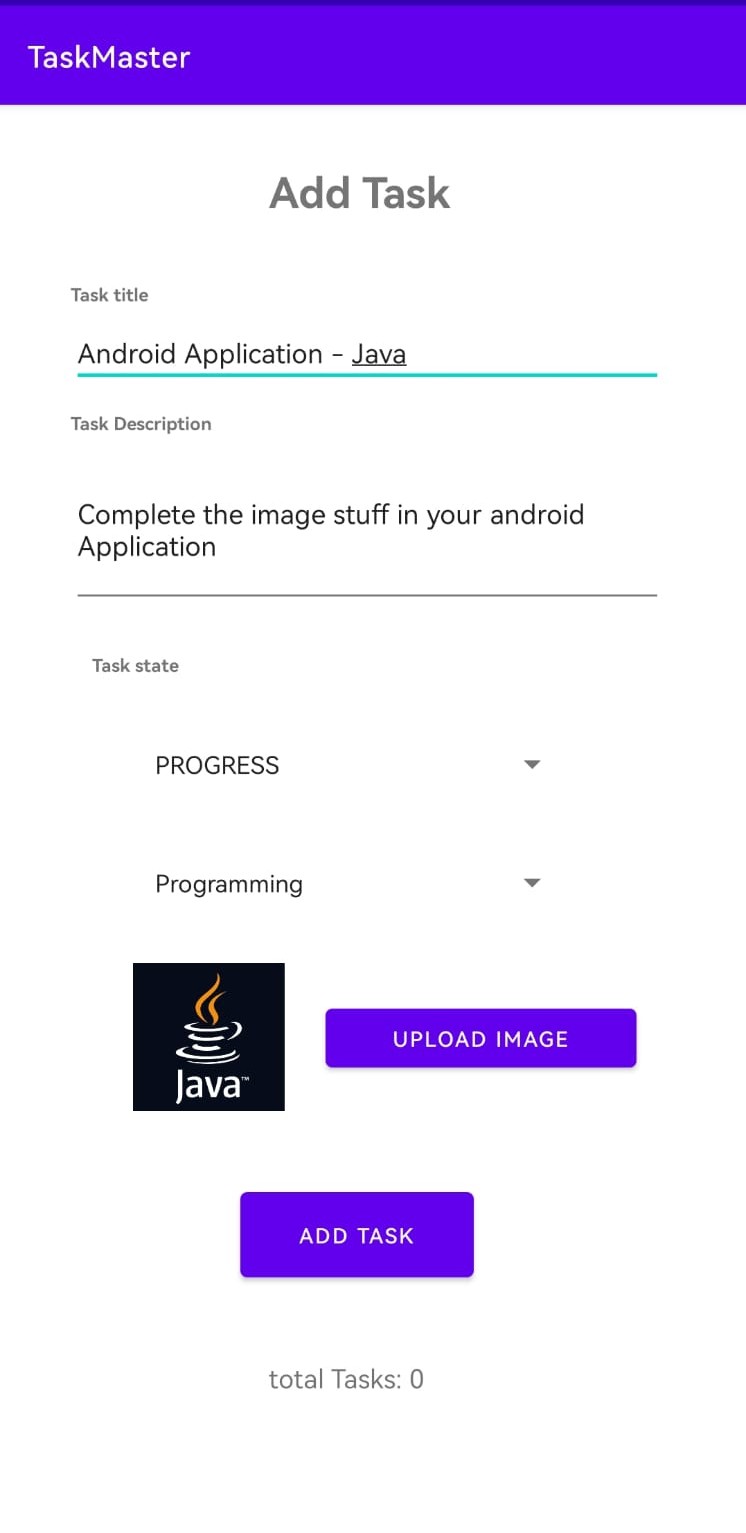 TaskMaster
Add Task
Task title
Android Application - Java
Task Description
Complete the image stuff in your android
Application
Task state
PROGRESS
Programming
Java™
UPLOAD IMAGE
ADD TASK
total Tasks: 0